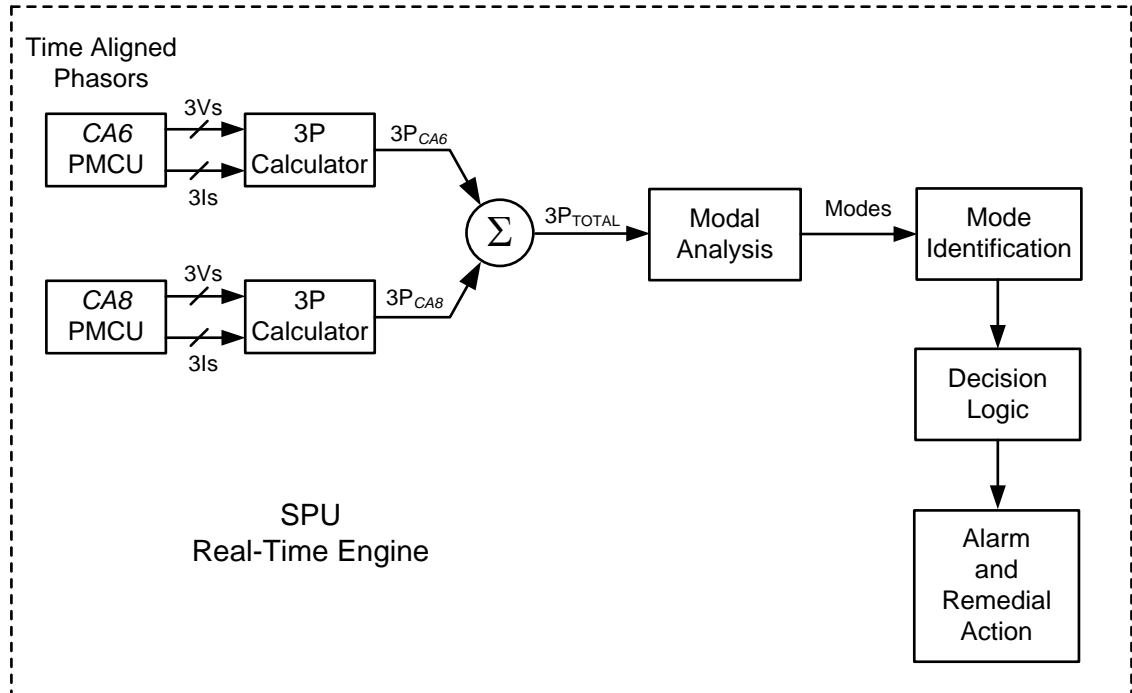 Time Aligned
Phasors
CA6
PMCU
3Vs
3Is
3P
Calculator
3P_CA6
CA8
PMCU
3Vs
3Is
3P
Calculator
3P_CA8
Σ
3P_TOTAL
Modal
Analysis
Modes
Mode
Identification
Decision
Logic
Alarm
and
Remedial
Action
SPU
Real-Time Engine